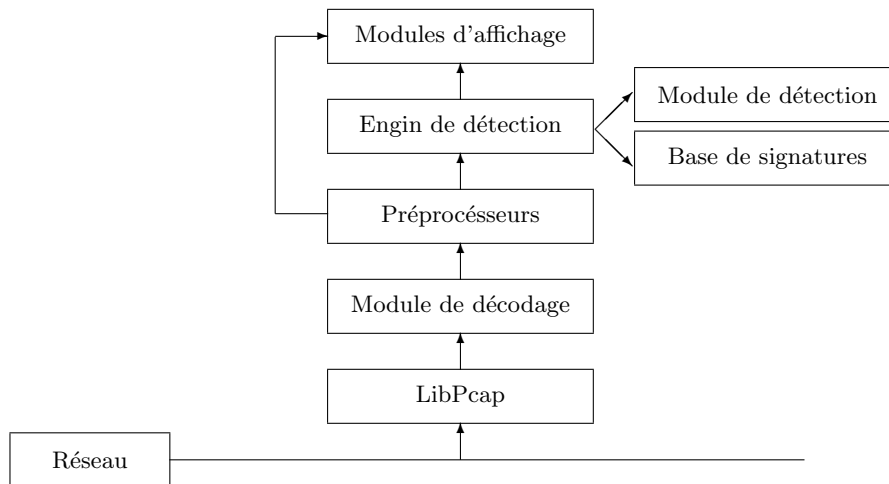 Modules d'affichage
Engin de détection
Module de détection
Base de signatures
Préprocésseurs
Module de décodage
LibPcap
Réseau